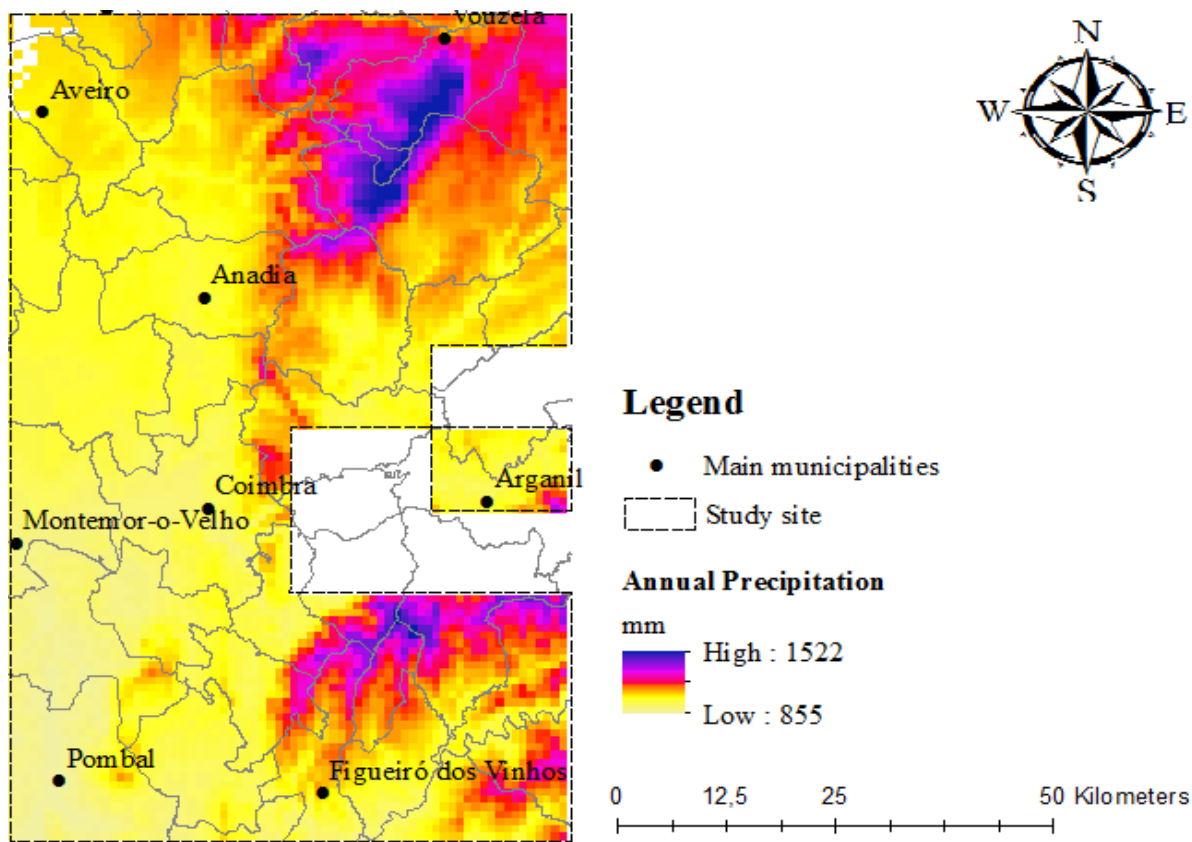 Vouzela
Aveiro
Anadia
Coimbra
Arganil
Montemor-o-Velho
Pombal
Figueiró dos Vinhos
N
W E
S
Legend
Main municipalities
Study site
Annual Precipitation
mm
High : 1522
Low : 855
0 12,5 25 50 Kilometers